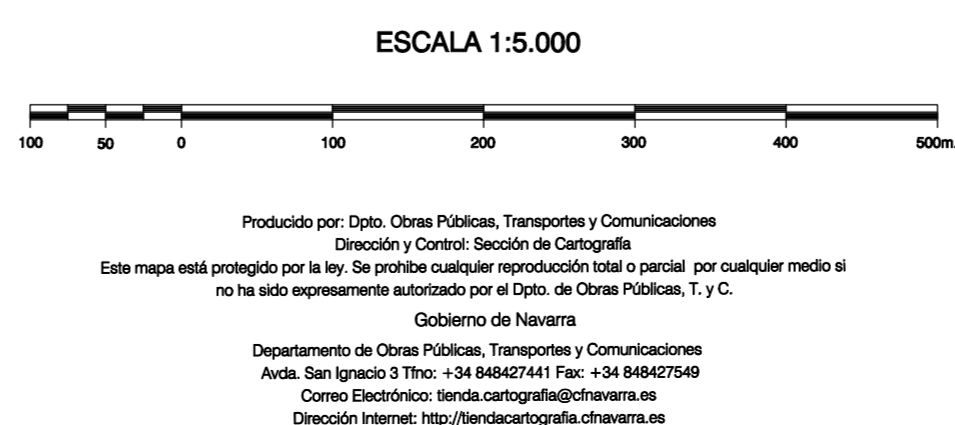 ESCALA 1:5.000
100 50 0 100 200 300 400 500m.
Producido por: Dpto. Obras Públicas, Transportes y Comunicaciones
Dirección y Control: Sección de Cartografía
Este mapa está protegido por la ley. Se prohibe cualquier reproducción total o parcial por cualquier medio si
no ha sido expresamente autorizado por el Dpto. de Obras Públicas, T. y C.
Gobierno de Navarra
Departamento de Obras Públicas, Transportes y Comunicaciones
Avda. San Ignacio 3 Tfno: +34 848427441 Fax: +34 848427549
Correo Electrónico: tienda.cartografia@cfnavarra.es
Dirección Internet: http://tiendacartografia.cfnavarra.es